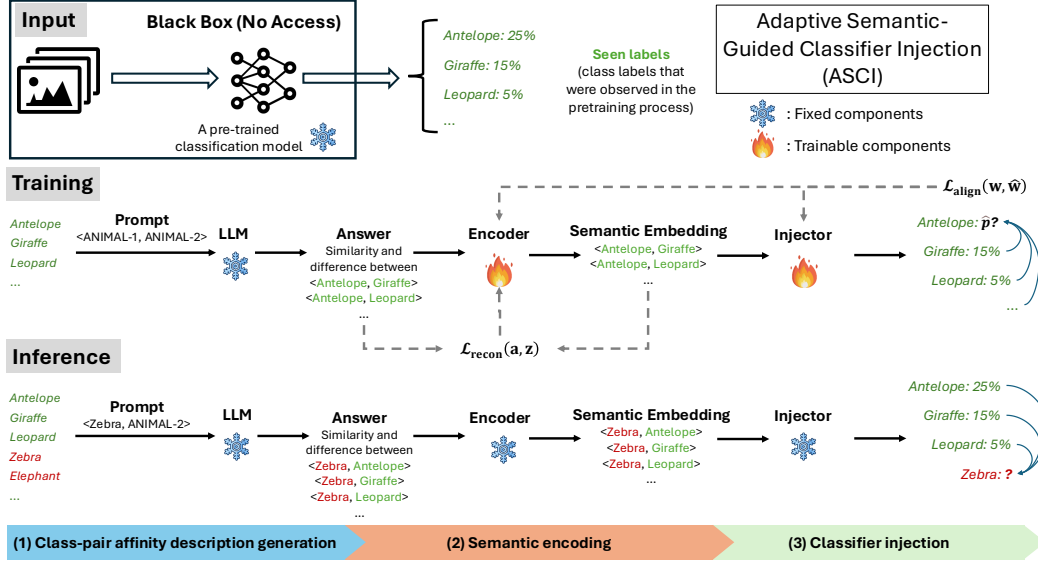 Input
Black Box (No Access)
A pre-trained
classification model
Antelope: 25%
Giraffe: 15%
Leopard: 5%
...
Seen labels
(class labels that
were observed in the
pretraining process)
Adaptive Semantic-
Guided Classifier Injection
(ASCI)
: Fixed components
: Trainable components
Training
Antelope
Giraffe
Leopard
...
Prompt
<ANIMAL-1, ANIMAL-2>
LLM
Answer
Similarity and
difference between
<Antelope, Giraffe>
<Antelope, Leopard>
...
Encoder
Semantic Embedding
<Antelope, Giraffe>
<Antelope, Leopard>
...
Injector
ℒalign(w, ŵ)
Antelope: p̂?
Giraffe: 15%
Leopard: 5%
...
ℒrecon(a, z)
Inference
Antelope
Giraffe
Leopard
Zebra
Elephant
...
Prompt
<Zebra, ANIMAL-2>
LLM
Answer
Similarity and
difference between
<Zebra, Antelope>
<Zebra, Giraffe>
<Zebra, Leopard>
...
Encoder
Semantic Embedding
<Zebra, Antelope>
<Zebra, Giraffe>
<Zebra, Leopard>
...
Injector
Antelope: 25%
Giraffe: 15%
Leopard: 5%
Zebra: ?
(1) Class-pair affinity description generation
(2) Semantic encoding
(3) Classifier injection